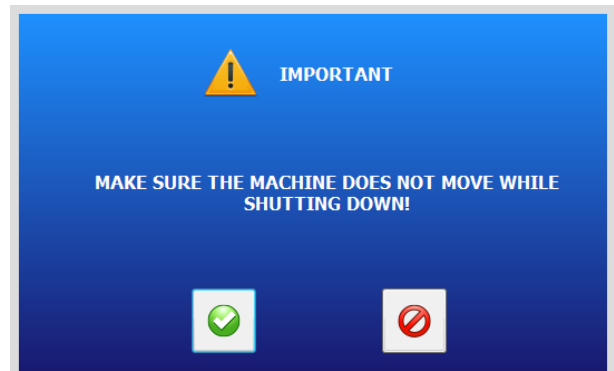 IMPORTANT
MAKE SURE THE MACHINE DOES NOT MOVE WHILE
SHUTTING DOWN!